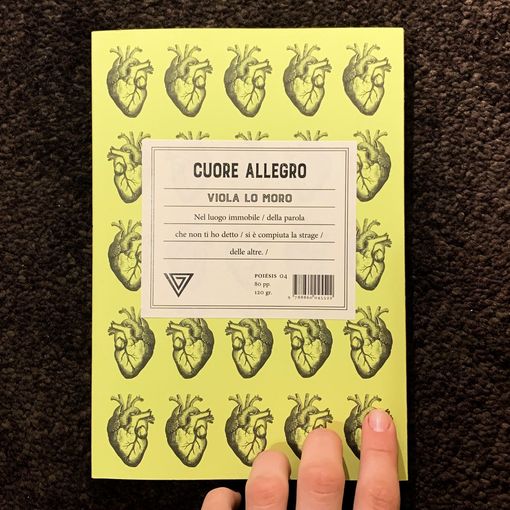 CUORE ALLEGRO
VIOLA LO MORO
Nel luogo immobile / della parola
che non ti ho detto / si è compiuta la strage /
delle altre. /
POIÉSIS 04
80 pp.
120 gr.